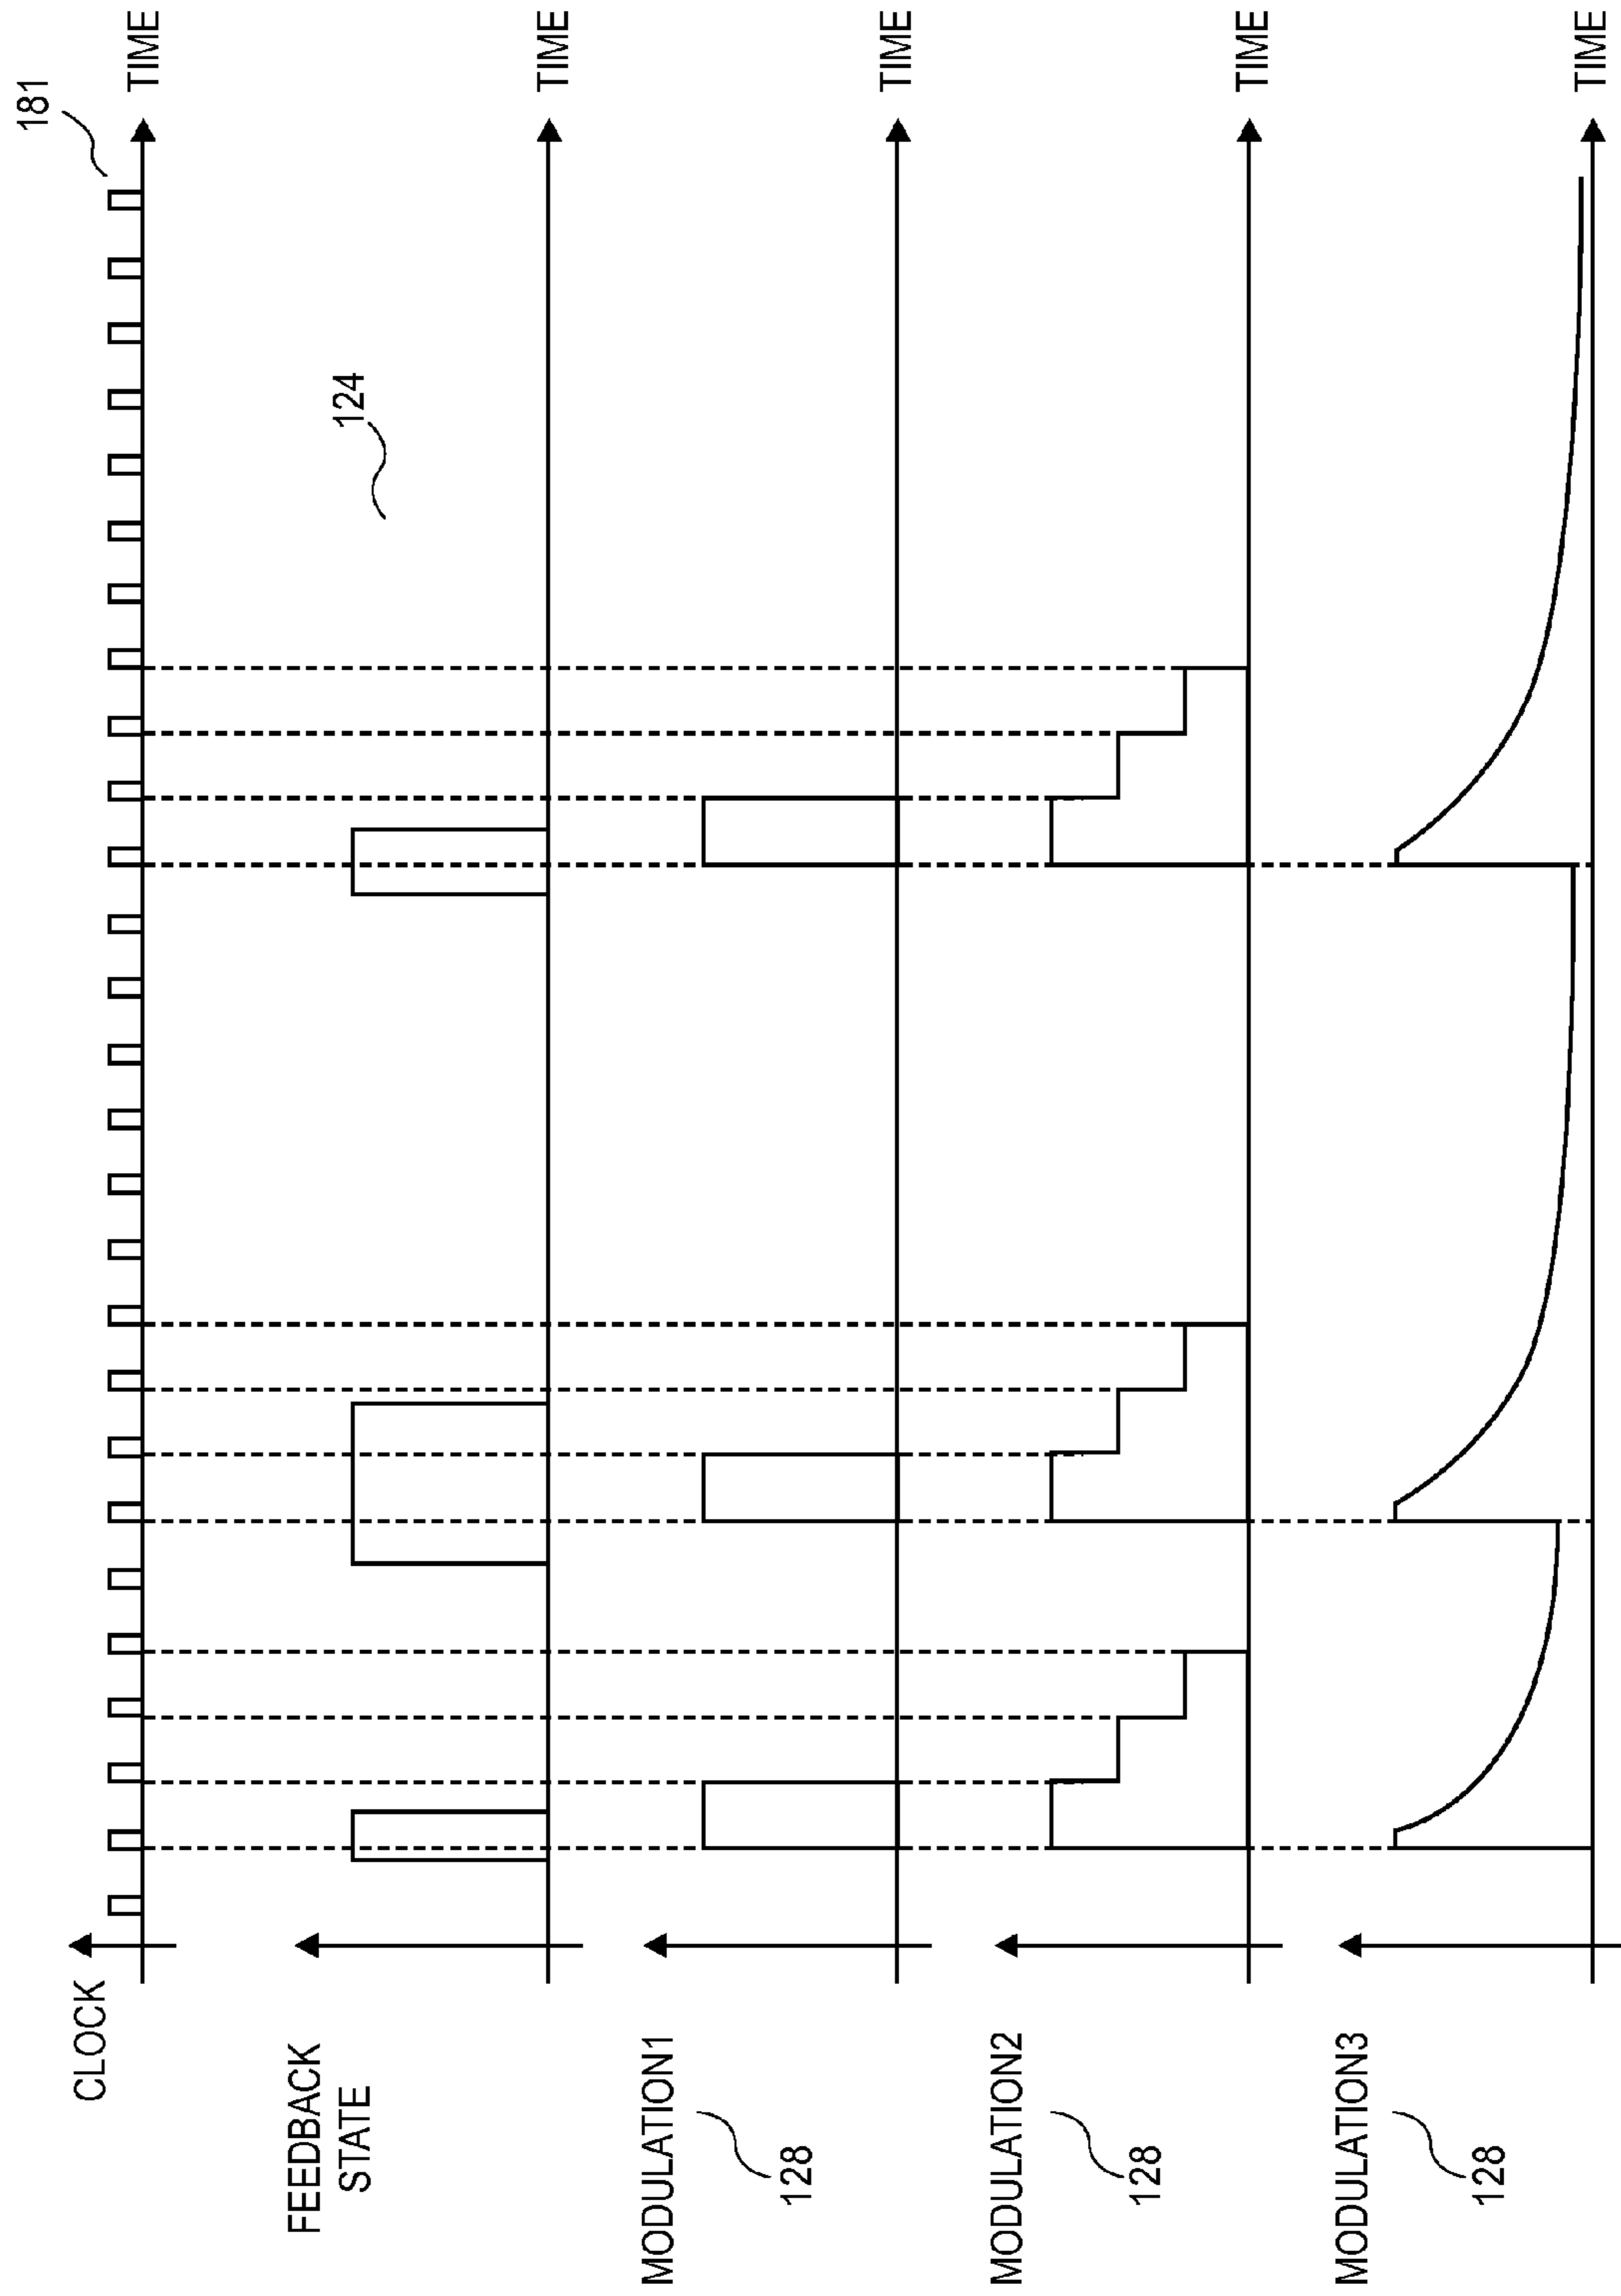 CLOCK
181
TIME
FEEDBACK
STATE
124
TIME
MODULATION1
128
TIME
MODULATION2
128
TIME
MODULATION3
128
TIME